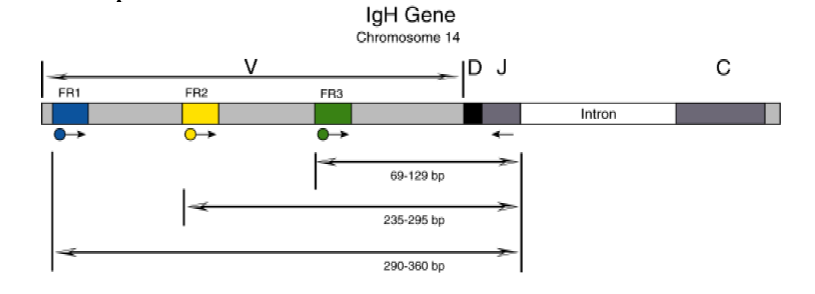 IgH Gene
Chromosome 14
V D J C
FR1 FR2 FR3
Intron
69-129 bp
235-295 bp
290-360 bp